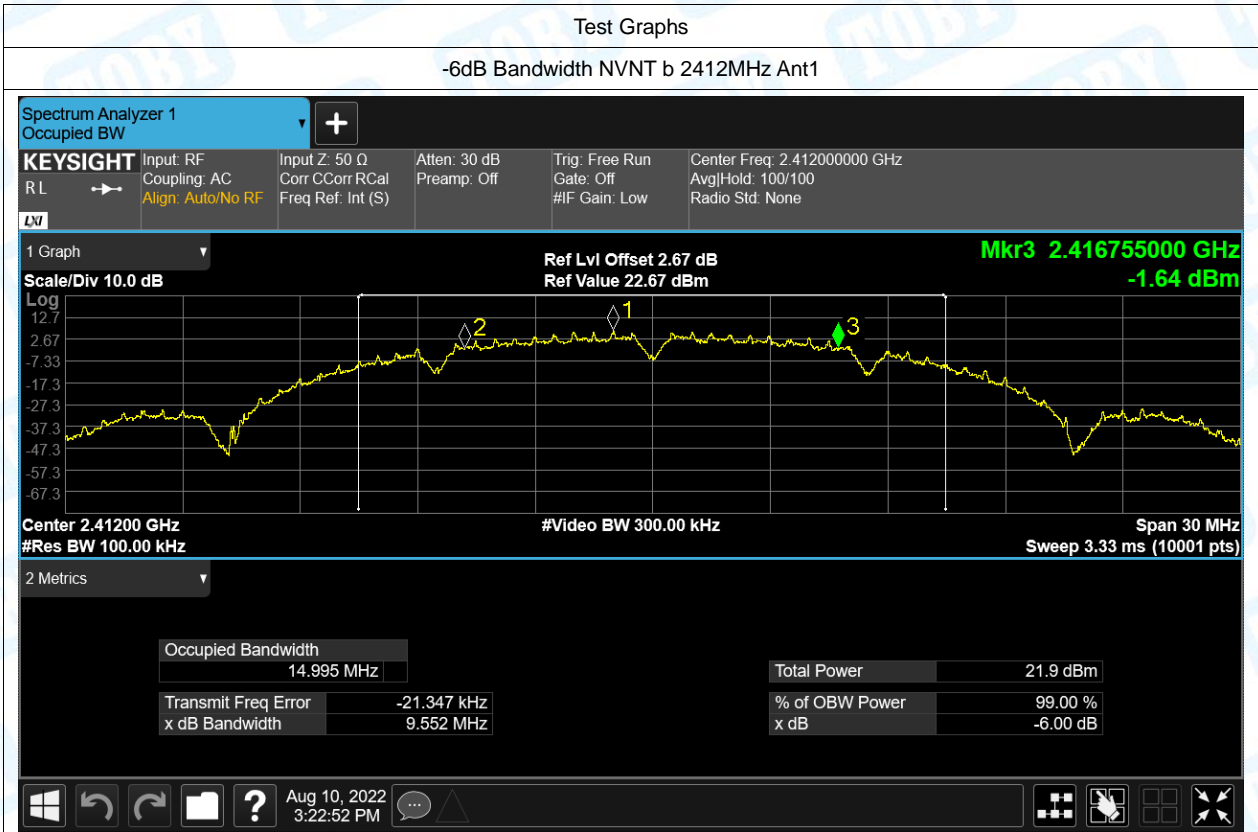 Test Graphs
-6dB Bandwidth NVNT b 2412MHz Ant1
Spectrum Analyzer 1
Occupied BW
KEYSIGHT Input: RF Input Z: 50 Ω Atten: 30 dB Trig: Free Run Center Freq: 2.412000000 GHz
RL Coupling: AC Corr CCorr RCal Preamp: Off Gate: Off Avg|Hold: 100/100
Align: Auto/No RF Freq Ref: Int (S) #IF Gain: Low Radio Std: None
LXI
1 Graph Ref Lvl Offset 2.67 dB Mkr3 2.416755000 GHz
Scale/Div 10.0 dB Ref Value 22.67 dBm -1.64 dBm
Log
12.7
2.67
-7.33
-17.3
-27.3
-37.3
-47.3
-57.3
-67.3
2 1 3
Center 2.41200 GHz #Video BW 300.00 kHz Span 30 MHz
#Res BW 100.00 kHz Sweep 3.33 ms (10001 pts)
2 Metrics
Occupied Bandwidth
14.995 MHz Total Power 21.9 dBm
Transmit Freq Error -21.347 kHz % of OBW Power 99.00 %
x dB Bandwidth 9.552 MHz x dB -6.00 dB
? Aug 10, 2022
3:22:52 PM
TOBY